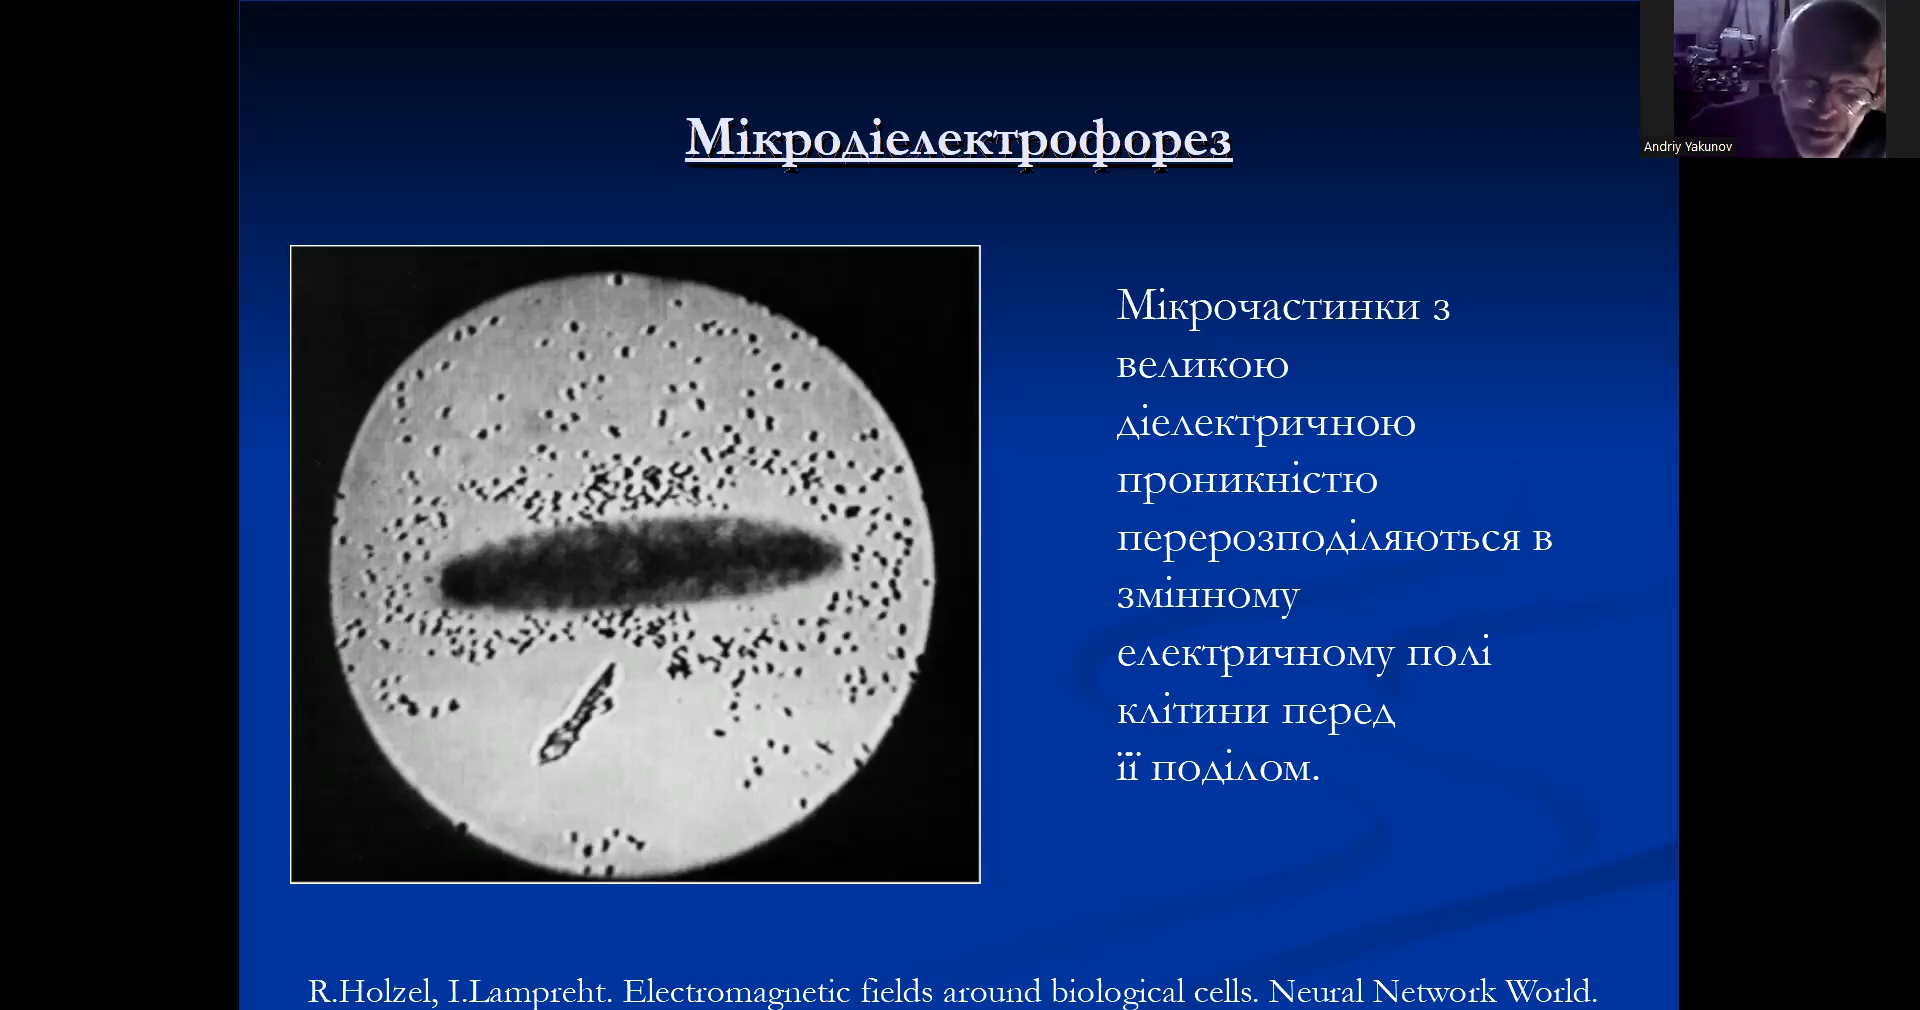 Мікродіелектрофорез
Andriy Yakunov
Мікрочастинки з
великою
діелектричною
проникністю
перерозподіляються в
змінному
електричному полі
клітини перед
її поділом.
R.Holzel, I.Lampreht. Electromagnetic fields around biological cells. Neural Network World.